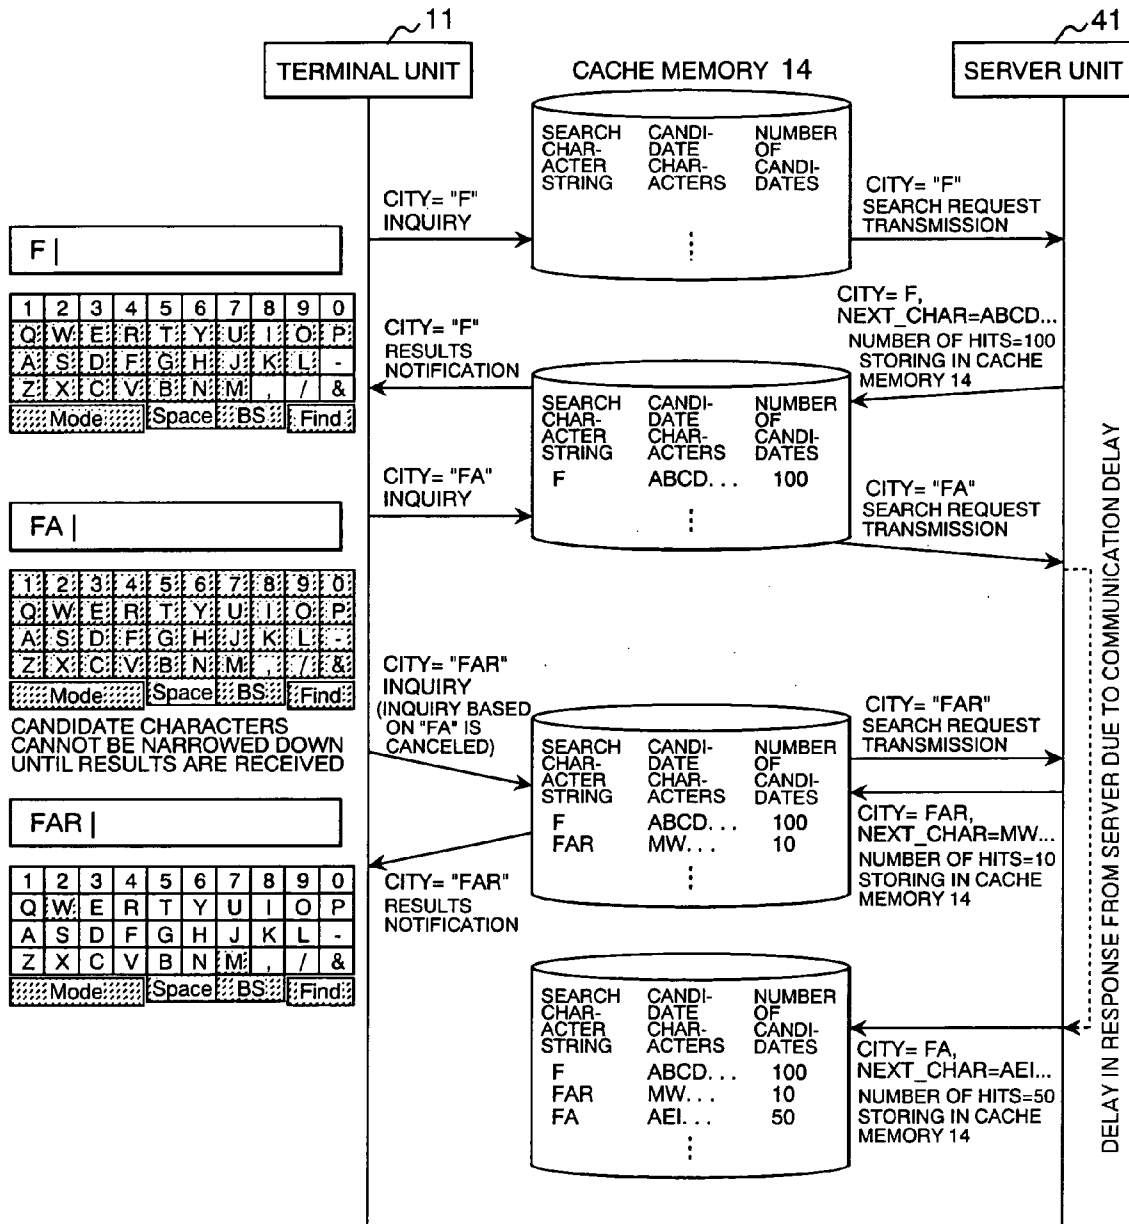 11
41
TERMINAL UNIT
CACHE MEMORY 14
SERVER UNIT
SEARCH CHAR- ACTER STRING
CANDI- DATE CHAR- ACTERS
NUMBER OF CANDI- DATES
CITY= "F"
INQUIRY
CITY= "F"
SEARCH REQUEST
TRANSMISSION
F |
1 2 3 4 5 6 7 8 9 0
Q W E R T Y U I O P
A S D F G H J K L -
Z X C V B N M , / &
Mode Space BS Find
CITY= "F"
RESULTS
NOTIFICATION
CITY= F,
NEXT_CHAR=ABCD...
NUMBER OF HITS=100
STORING IN CACHE
MEMORY 14
SEARCH CHAR- ACTER STRING
CANDI- DATE CHAR- ACTERS
NUMBER OF CANDI- DATES
F ABCD... 100
CITY= "FA"
INQUIRY
CITY= "FA"
SEARCH REQUEST
TRANSMISSION
FA |
1 2 3 4 5 6 7 8 9 0
Q W E R T Y U I O P
A S D F G H J K L -
Z X C V B N M , / &
Mode Space BS Find
CANDIDATE CHARACTERS
CANNOT BE NARROWED DOWN
UNTIL RESULTS ARE RECEIVED
CITY= "FAR"
INQUIRY
(INQUIRY BASED
ON "FA" IS
CANCELED)
CITY= "FAR"
SEARCH REQUEST
TRANSMISSION
SEARCH CHAR- ACTER STRING
CANDI- DATE CHAR- ACTERS
NUMBER OF CANDI- DATES
F ABCD... 100
FAR MW... 10
CITY= FAR,
NEXT_CHAR=MW...
NUMBER OF HITS=10
STORING IN CACHE
MEMORY 14
FAR |
1 2 3 4 5 6 7 8 9 0
Q W E R T Y U I O P
A S D F G H J K L -
Z X C V B N M , / &
Mode Space BS Find
CITY= "FAR"
RESULTS
NOTIFICATION
SEARCH CHAR- ACTER STRING
CANDI- DATE CHAR- ACTERS
NUMBER OF CANDI- DATES
F ABCD... 100
FAR MW... 10
FA AEI... 50
CITY= FA,
NEXT_CHAR=AEI...
NUMBER OF HITS=50
STORING IN CACHE
MEMORY 14
DELAY IN RESPONSE FROM SERVER DUE TO COMMUNICATION DELAY